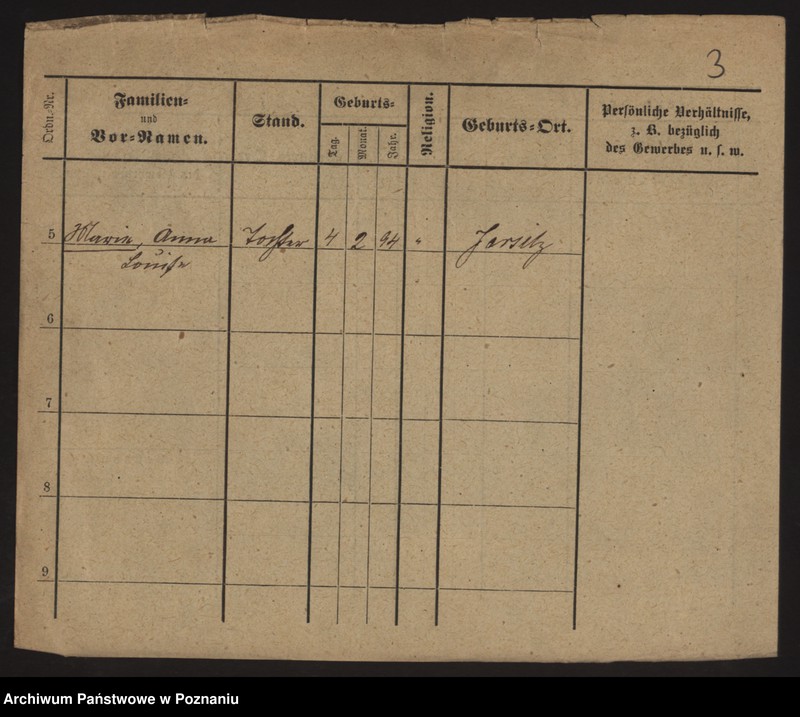 3
Ordn.-Nr.
Familien-
und
Vor-Namen.
Stand.
Geburts-
Tag.
Monat.
Jahr.
Religion.
Geburts-Ort.
Persönliche Verhältnisse,
z. B. bezüglich
des Gewerbes u. s. w.
5 Marie, Anna Tochter 4 2 94 " Jersitz
Louise
6
7
8
9
Archiwum Państwowe w Poznaniu